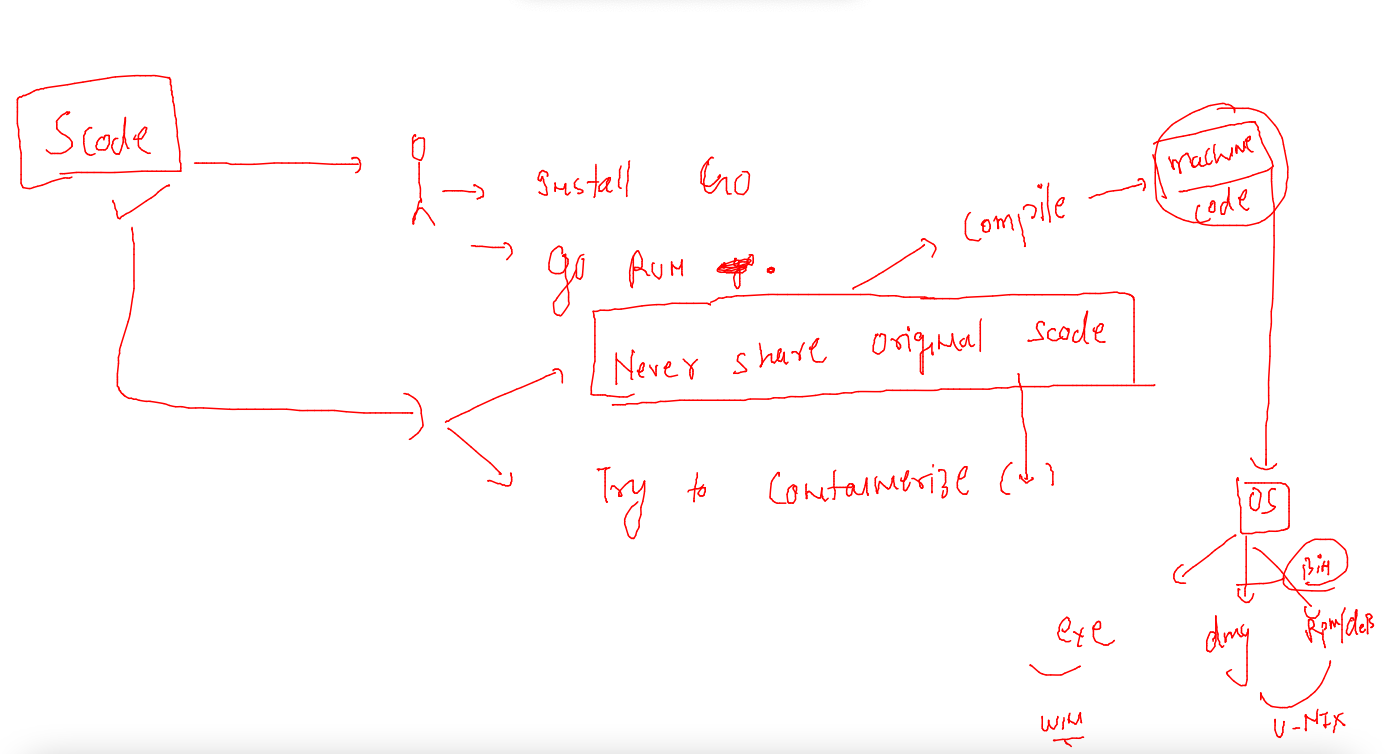 Scode
Install Go
go RUN .
compile
machine
code
Never share original scode
Try to Containerize ( )
OS
Bin
exe
dmg
Rpm/deB
WIN
U-NIX